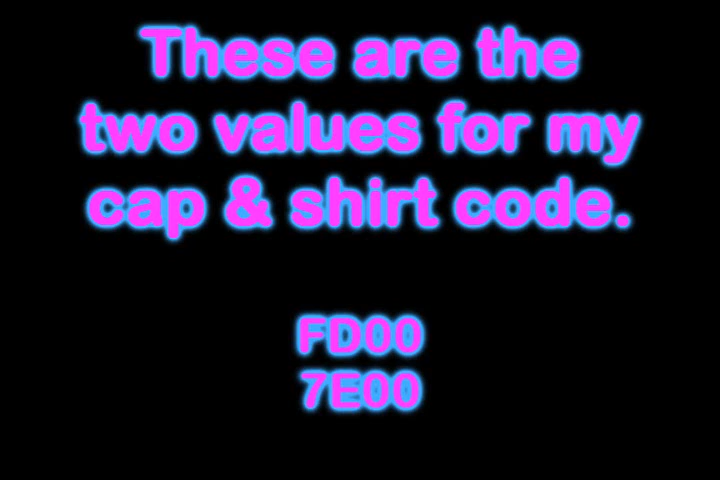 These are the
two values for my
cap & shirt code.
FD00
7E00